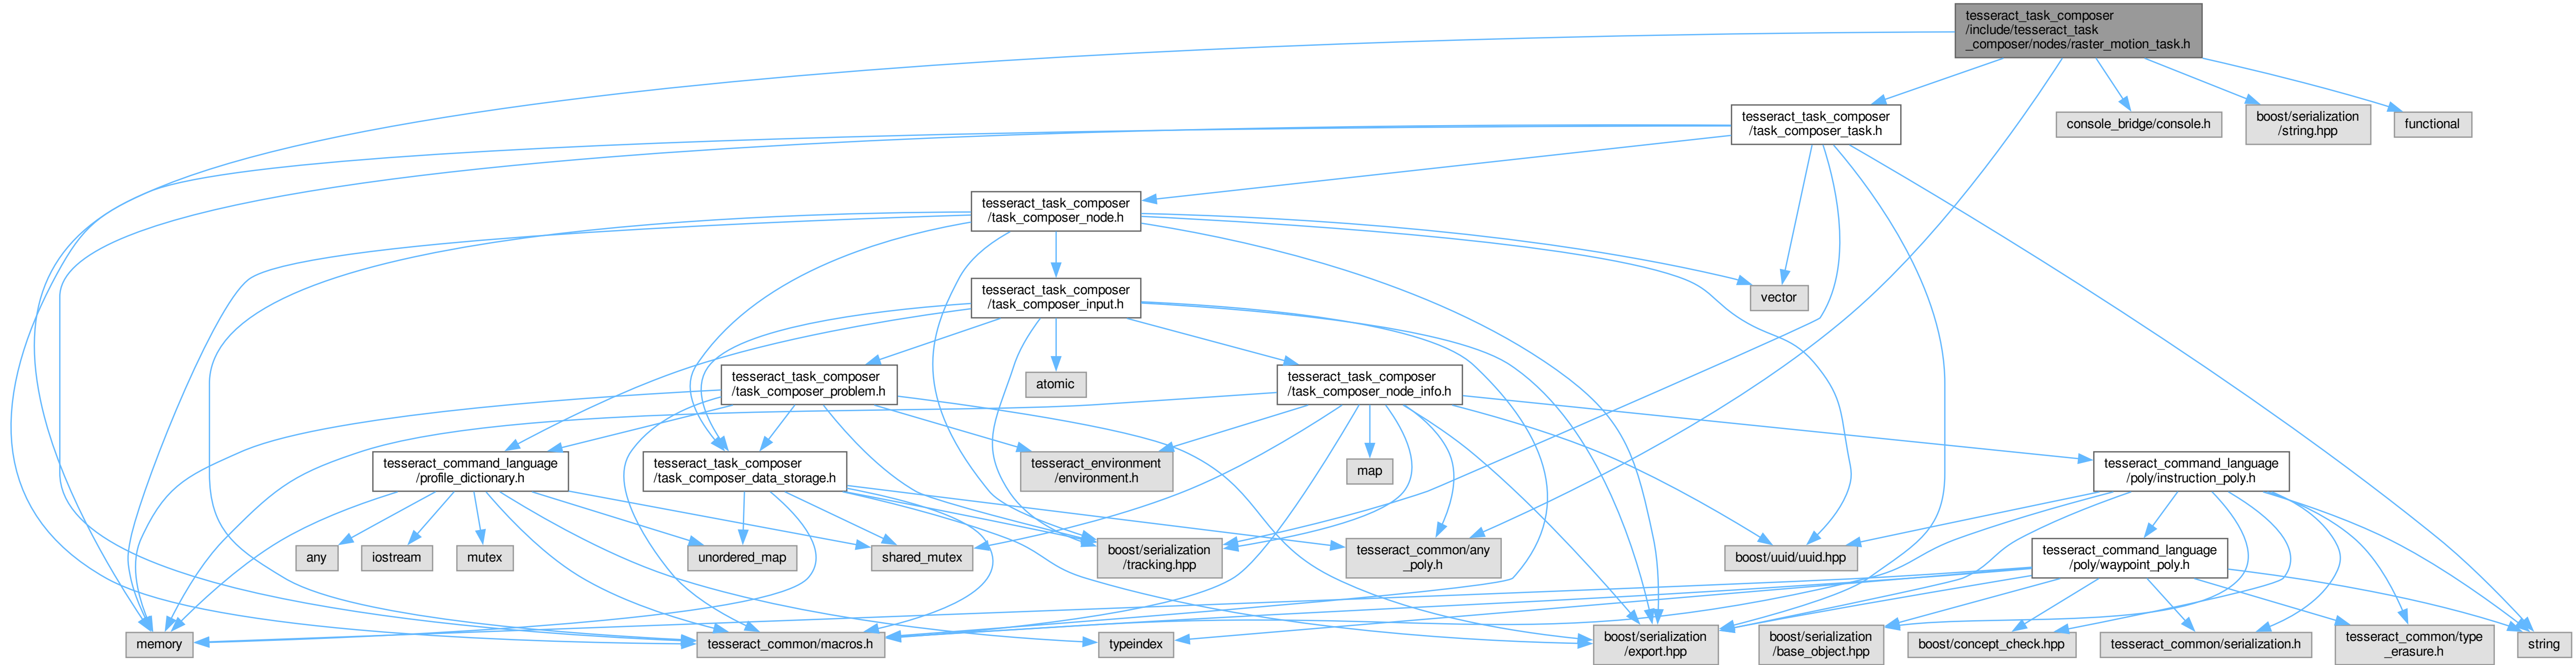 tesseract_task_composer
/include/tesseract_task
_composer/nodes/raster_motion_task.h
tesseract_task_composer
/task_composer_task.h
console_bridge/console.h
boost/serialization
/string.hpp
functional
tesseract_task_composer
/task_composer_node.h
tesseract_task_composer
/task_composer_input.h
vector
tesseract_task_composer
/task_composer_problem.h
atomic
tesseract_task_composer
/task_composer_node_info.h
tesseract_command_language
/profile_dictionary.h
tesseract_task_composer
/task_composer_data_storage.h
tesseract_environment
/environment.h
map
tesseract_command_language
/poly/instruction_poly.h
any
iostream
mutex
unordered_map
shared_mutex
boost/serialization
/tracking.hpp
tesseract_common/any
_poly.h
boost/uuid/uuid.hpp
tesseract_command_language
/poly/waypoint_poly.h
memory
tesseract_common/macros.h
typeindex
boost/serialization
/export.hpp
boost/serialization
/base_object.hpp
boost/concept_check.hpp
tesseract_common/serialization.h
tesseract_common/type
_erasure.h
string